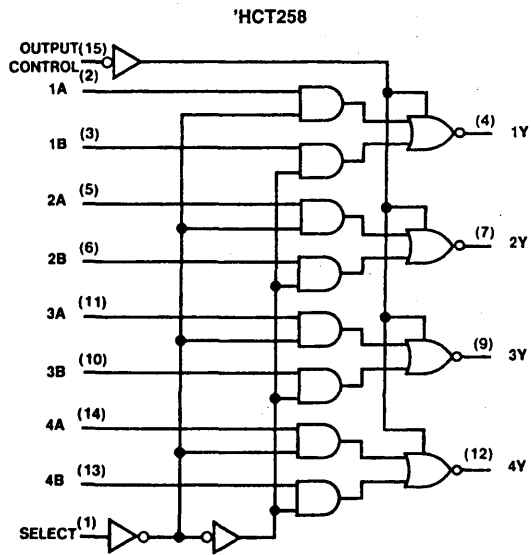 'HCT258
OUTPUT (15)
CONTROL
(2)
1A
(3)
1B
(4)
1Y
(5)
2A
(6)
2B
(7)
2Y
(11)
3A
(10)
3B
(9)
3Y
(14)
4A
(13)
4B
(12)
4Y
SELECT (1)